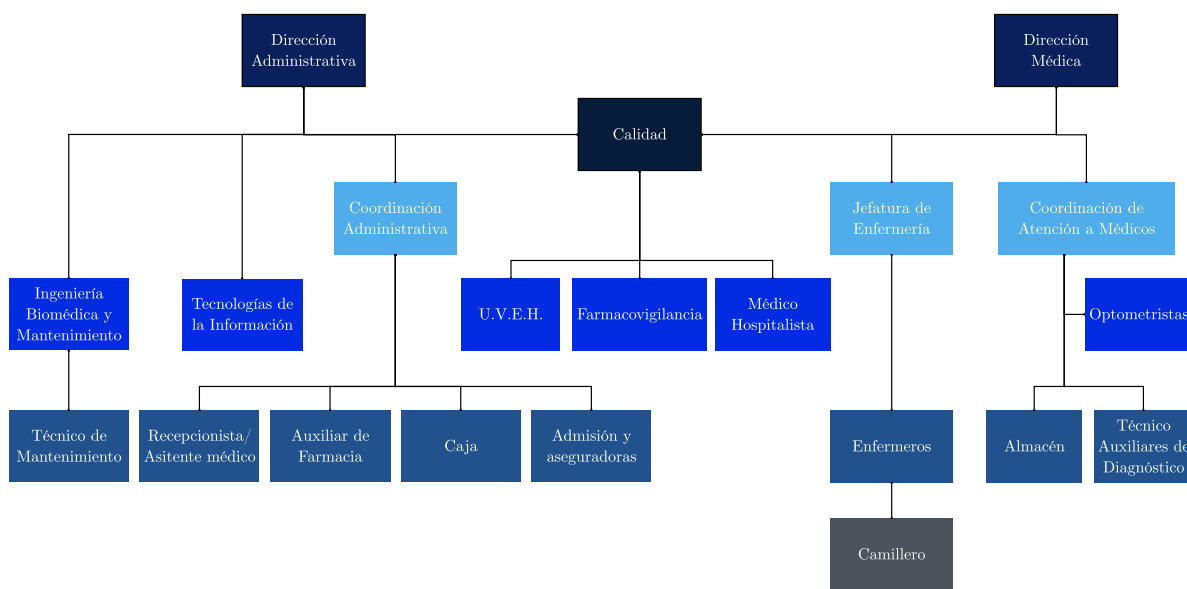 Dirección
Administrativa
Dirección
Médica
Calidad
Coordinación
Administrativa
Jefatura de
Enfermería
Coordinación de
Atención a Médicos
Ingeniería
Biomédica y
Mantenimiento
Tecnologías de
la Información
U.V.E.H.
Farmacovigilancia
Médico
Hospitalista
Optometristas
Técnico de
Mantenimiento
Recepcionista/
Asitente médico
Auxiliar de
Farmacia
Caja
Admisión y
aseguradoras
Enfermeros
Almacén
Técnico
Auxiliares de
Diagnóstico
Camillero